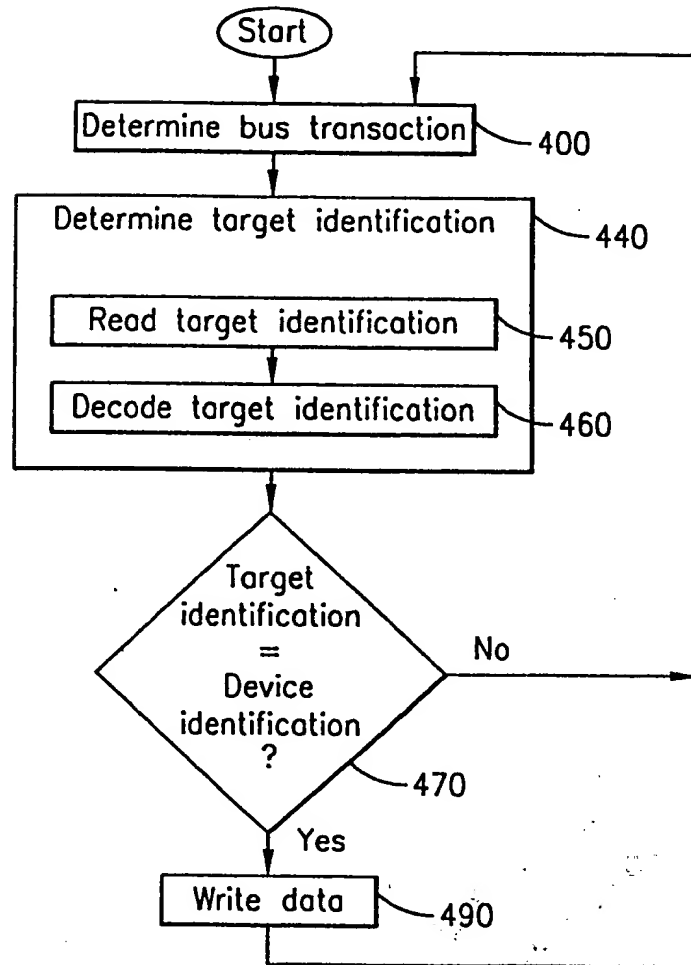 Start
Determine bus transaction
400
Determine target identification
440
Read target identification
450
Decode target identification
460
Target
identification
=
Device
identification
?
No
470
Yes
Write data
490